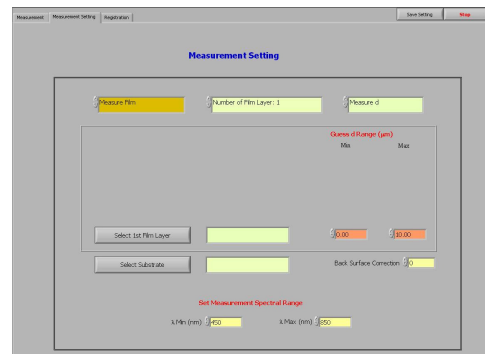 Measurement Measurement Setting Registration Save Setting Stop
Measurement Setting
Measure Film Number of Film Layer: 1 Measure d
Guess d Range (μm)
Min Max
Select 1st Film Layer 0.00 10.00
Select Substrate Back Surface Correction 0
Set Measurement Spectral Range
λ Min (nm) 450 λ Max (nm) 850